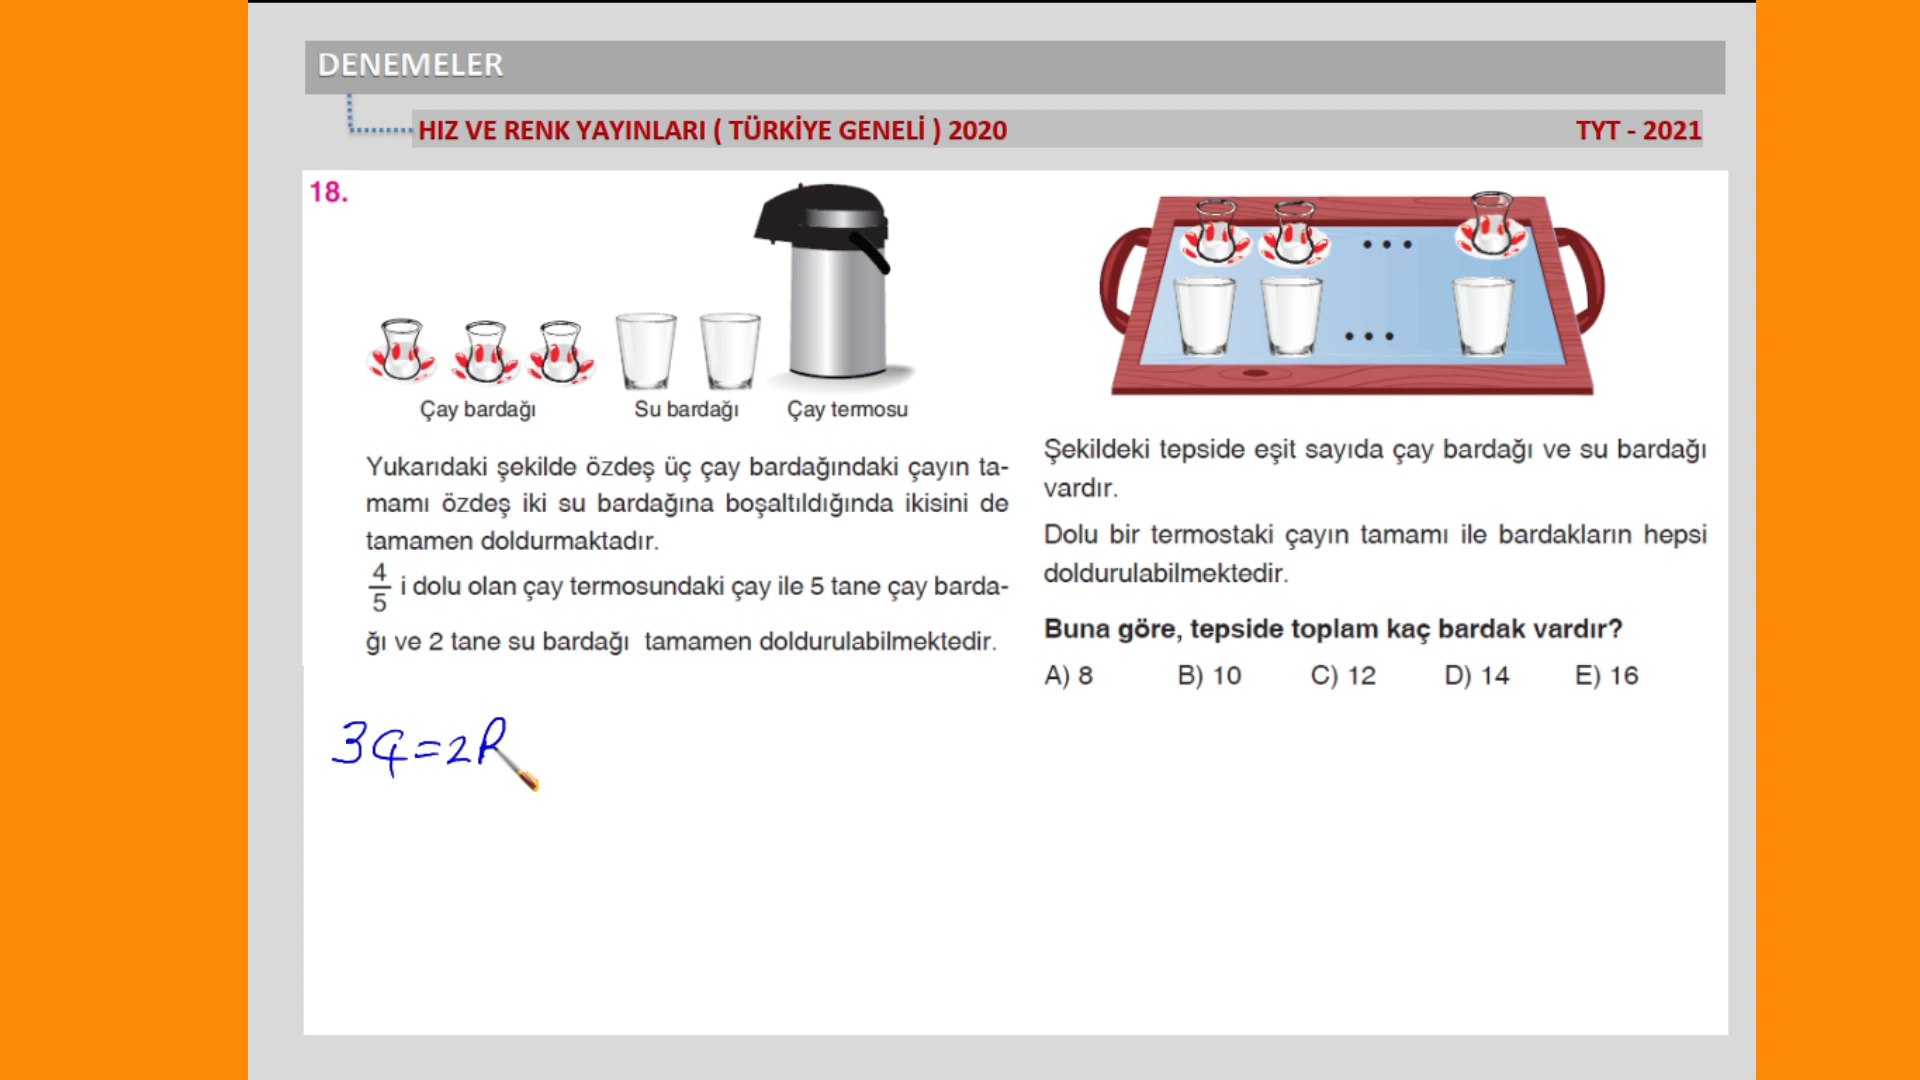 DENEMELER
HIZ VE RENK YAYINLARI ( TÜRKİYE GENELİ ) 2020
TYT - 2021
18.
Çay bardağı
Su bardağı
Çay termosu
Yukarıdaki şekilde özdeş üç çay bardağındaki çayın ta-
mamı özdeş iki su bardağına boşaltıldığında ikisini de
tamamen doldurmaktadır.
4/5 i dolu olan çay termosundaki çay ile 5 tane çay barda-
ğı ve 2 tane su bardağı tamamen doldurulabilmektedir.
3Ç=2
Şekildeki tepside eşit sayıda çay bardağı ve su bardağı
vardır.
Dolu bir termostaki çayın tamamı ile bardakların hepsi
doldurulabilmektedir.
Buna göre, tepside toplam kaç bardak vardır?
A) 8 B) 10 C) 12 D) 14 E) 16